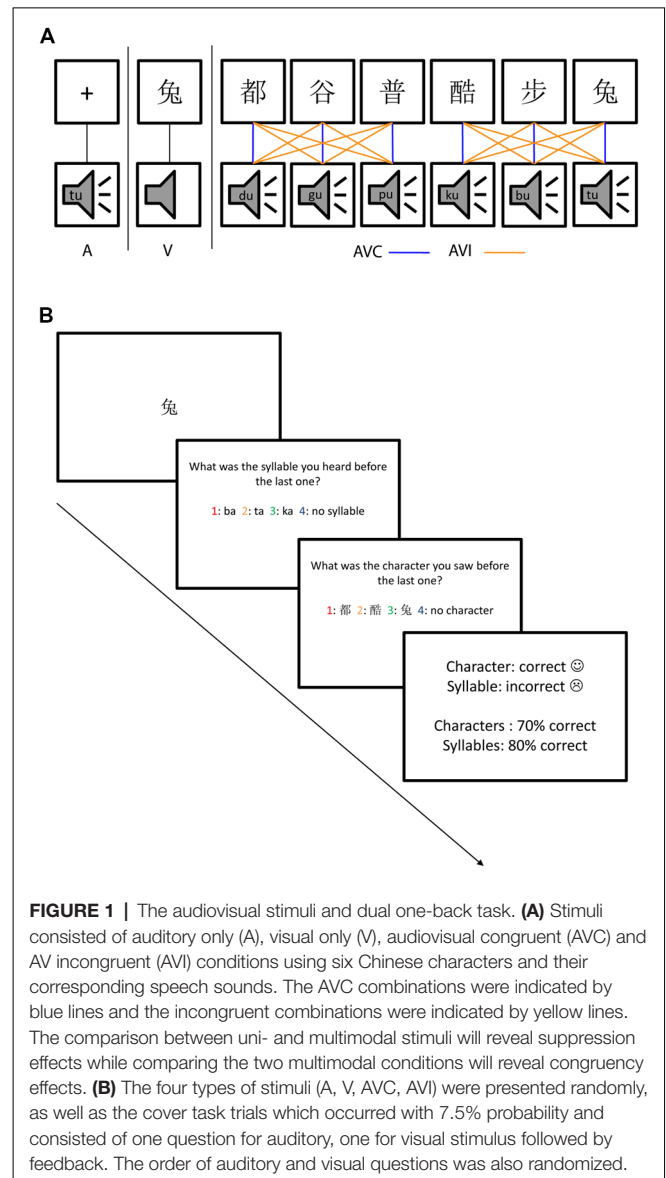 A
+ 兔 都 谷 普 酷 步 兔
tu du gu pu ku bu tu
A V AVC AVI
B
兔
What was the syllable you heard before
the last one?
1: ba 2: ta 3: ka 4: no syllable
What was the character you saw before
the last one?
1: 都 2: 酷 3: 兔 4: no character
Character: correct ☺
Syllable: incorrect ☹
Characters : 70% correct
Syllables: 80% correct
FIGURE 1 | The audiovisual stimuli and dual one-back task. (A) Stimuli
consisted of auditory only (A), visual only (V), audiovisual congruent (AVC) and
AV incongruent (AVI) conditions using six Chinese characters and their
corresponding speech sounds. The AVC combinations were indicated by
blue lines and the incongruent combinations were indicated by yellow lines.
The comparison between uni- and multimodal stimuli will reveal suppression
effects while comparing the two multimodal conditions will reveal congruency
effects. (B) The four types of stimuli (A, V, AVC, AVI) were presented randomly,
as well as the cover task trials which occurred with 7.5% probability and
consisted of one question for auditory, one for visual stimulus followed by
feedback. The order of auditory and visual questions was also randomized.